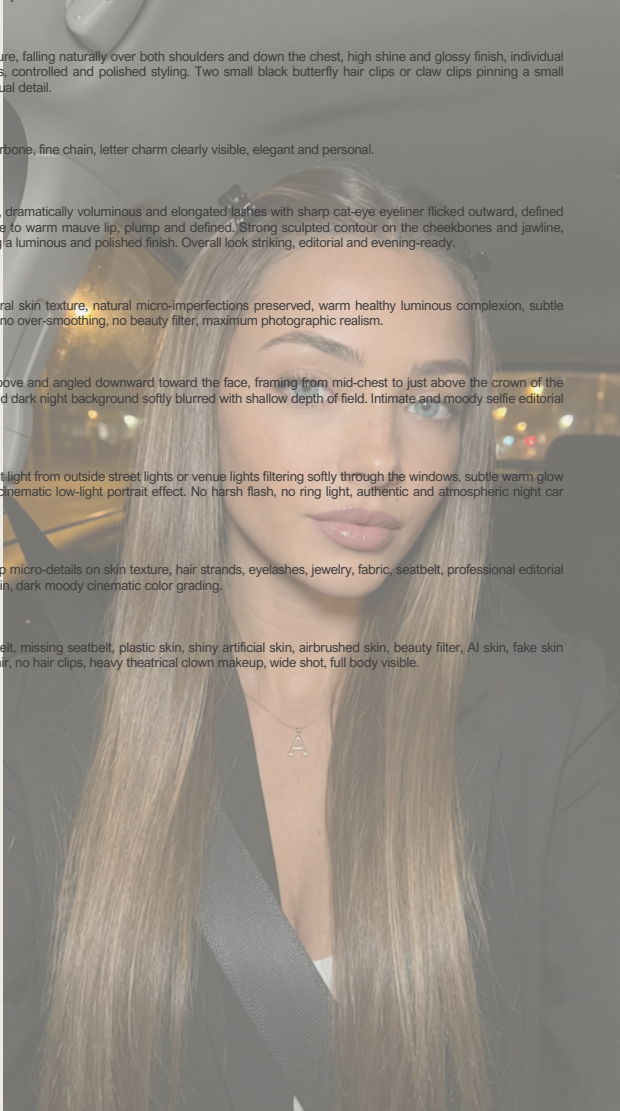 ure, falling naturally over both shoulders and down the chest, high shine and glossy finish, individual
s, controlled and polished styling. Two small black butterfly hair clips or claw clips pinning a small
ual detail.
rbone, fine chain, letter charm clearly visible, elegant and personal.
, dramatically voluminous and elongated lashes with sharp cat-eye eyeliner flicked outward, defined
e to warm mauve lip, plump and defined. Strong sculpted contour on the cheekbones and jawline,
g a luminous and polished finish. Overall look striking, editorial and evening-ready.
ral skin texture, natural micro-imperfections preserved, warm healthy luminous complexion, subtle
no over-smoothing, no beauty filter, maximum photographic realism.
bove and angled downward toward the face, framing from mid-chest to just above the crown of the
d dark night background softly blurred with shallow depth of field. Intimate and moody selfie editorial
t light from outside street lights or venue lights filtering softly through the windows, subtle warm glow
cinematic low-light portrait effect. No harsh flash, no ring light, authentic and atmospheric night car
p micro-details on skin texture, hair strands, eyelashes, jewelry, fabric, seatbelt, professional editorial
in, dark moody cinematic color grading.
elt, missing seatbelt, plastic skin, shiny artificial skin, airbrushed skin, beauty filter, AI skin, fake skin
ir, no hair clips, heavy theatrical clown makeup, wide shot, full body visible.
A